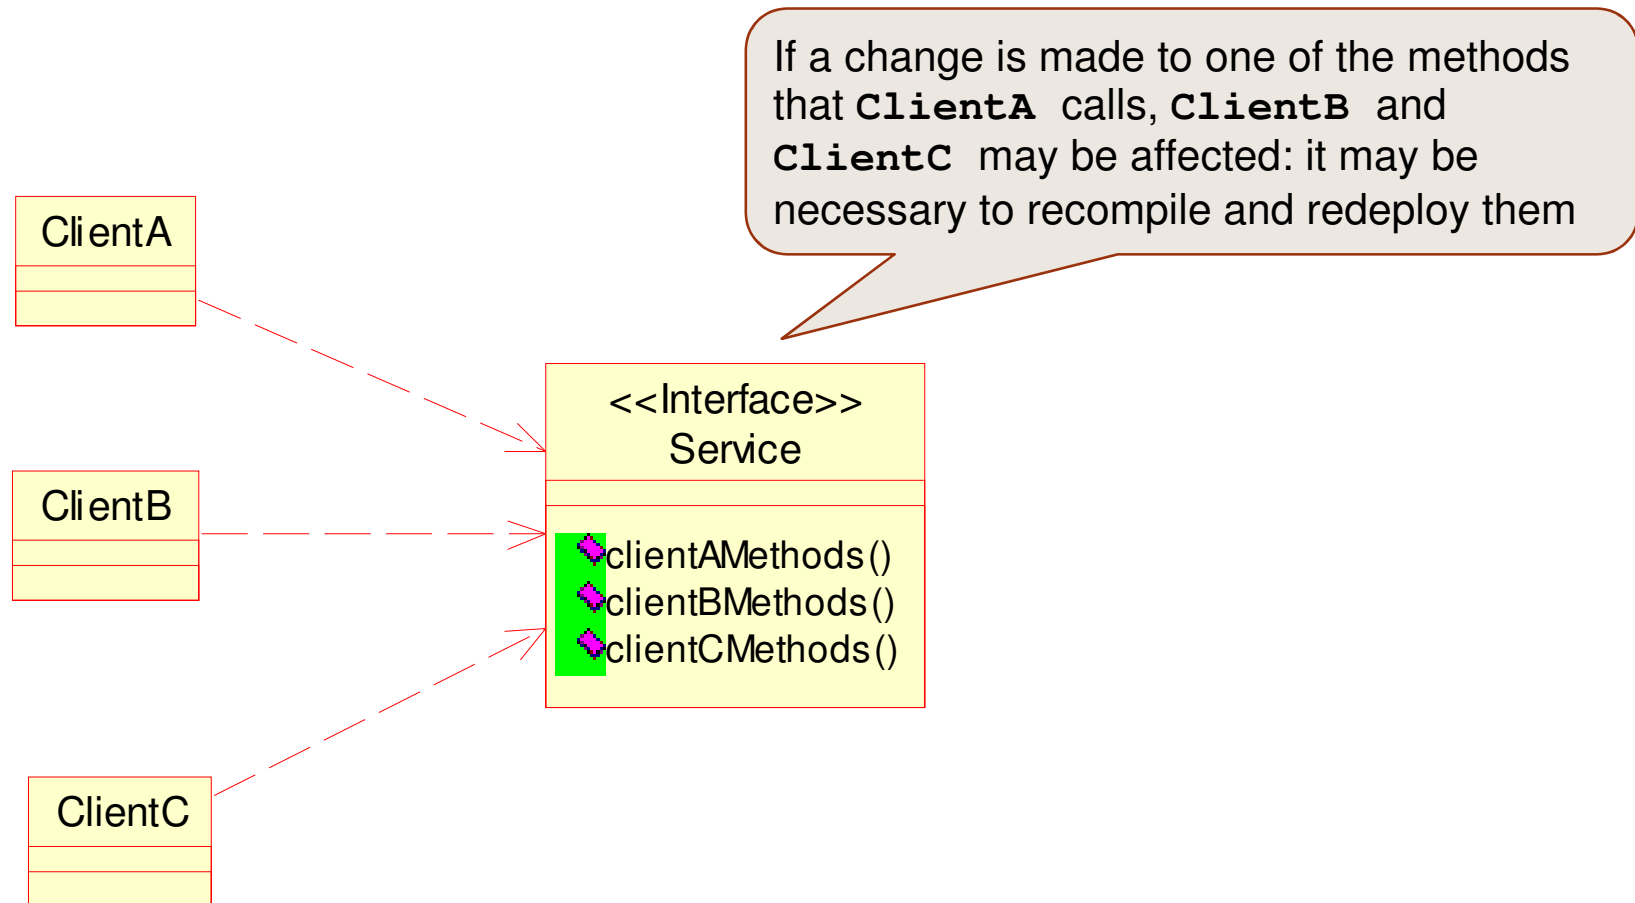 If a change is made to one of the methods
that ClientA calls, ClientB and
ClientC may be affected: it may be
necessary to recompile and redeploy them
ClientA
<<Interface>>
Service
ClientB
clientAMethods()
clientBMethods()
clientCMethods()
ClientC